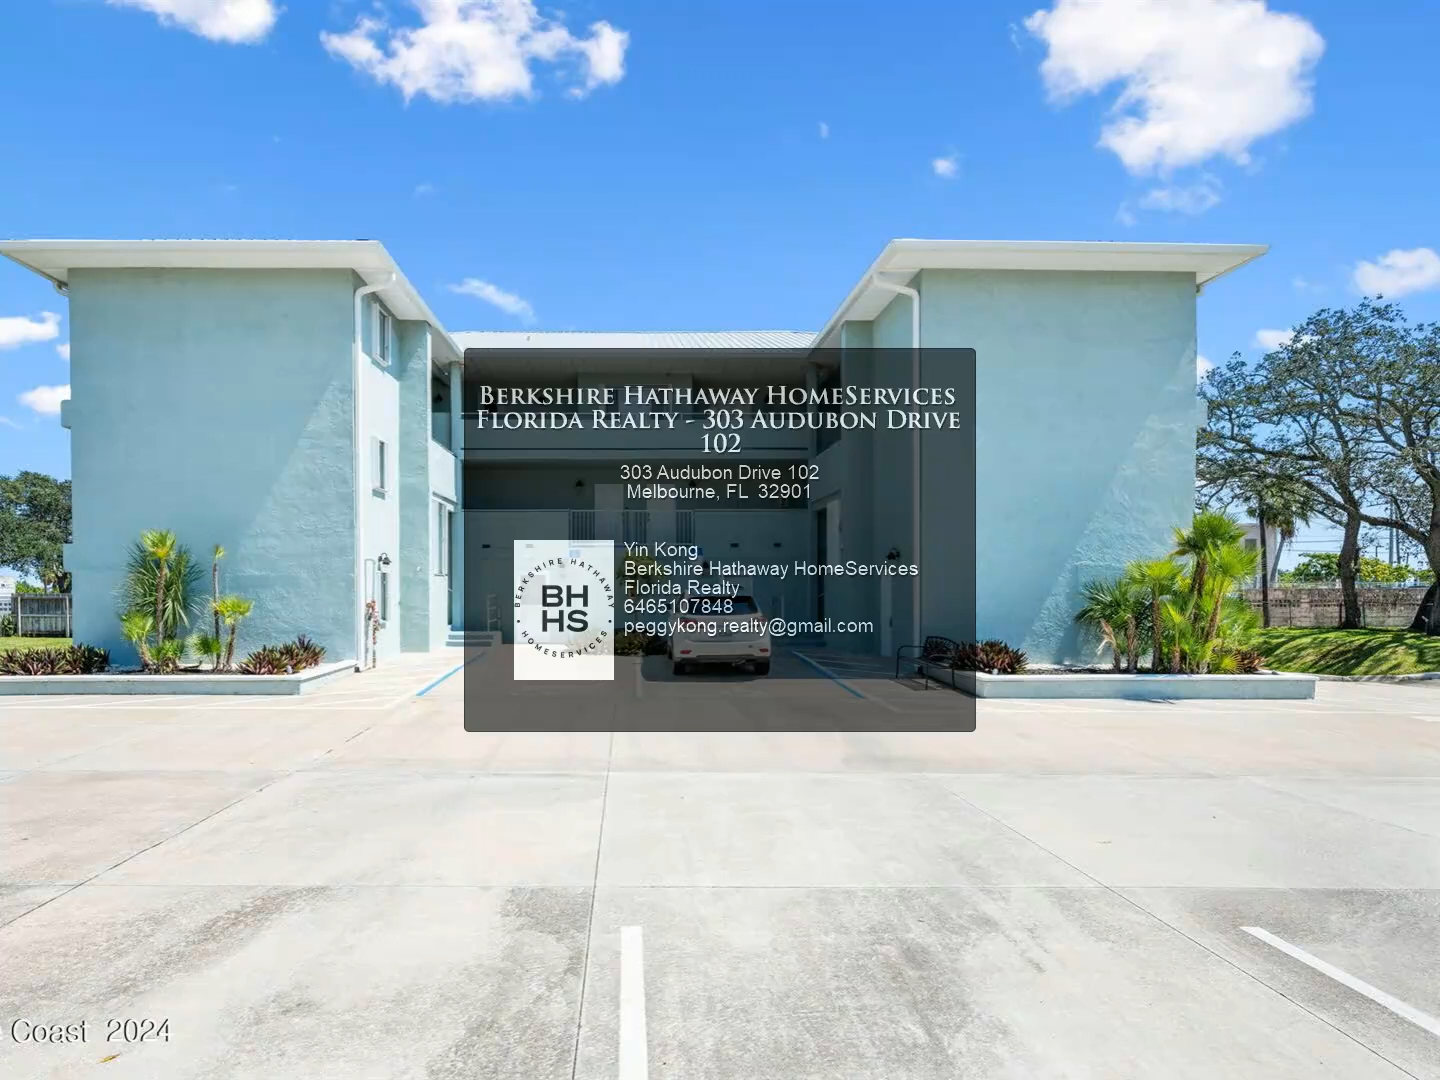 BERKSHIRE HATHAWAY HOMESERVICES
FLORIDA REALTY - 303 AUDUBON DRIVE
102
303 Audubon Drive 102
Melbourne, FL 32901
Yin Kong
Berkshire Hathaway HomeServices
Florida Realty
6465107848
peggykong.realty@gmail.com
BERKSHIRE HATHAWAY
BH
HS
HOMESERVICES
Coast 2024